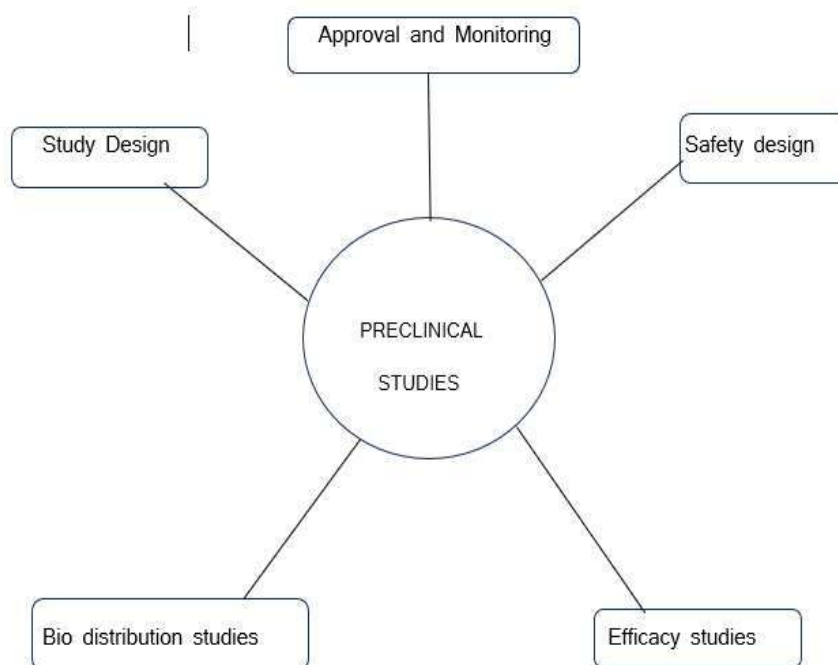 Approval and Monitoring
Study Design
Safety design
PRECLINICAL
STUDIES
Bio distribution studies
Efficacy studies